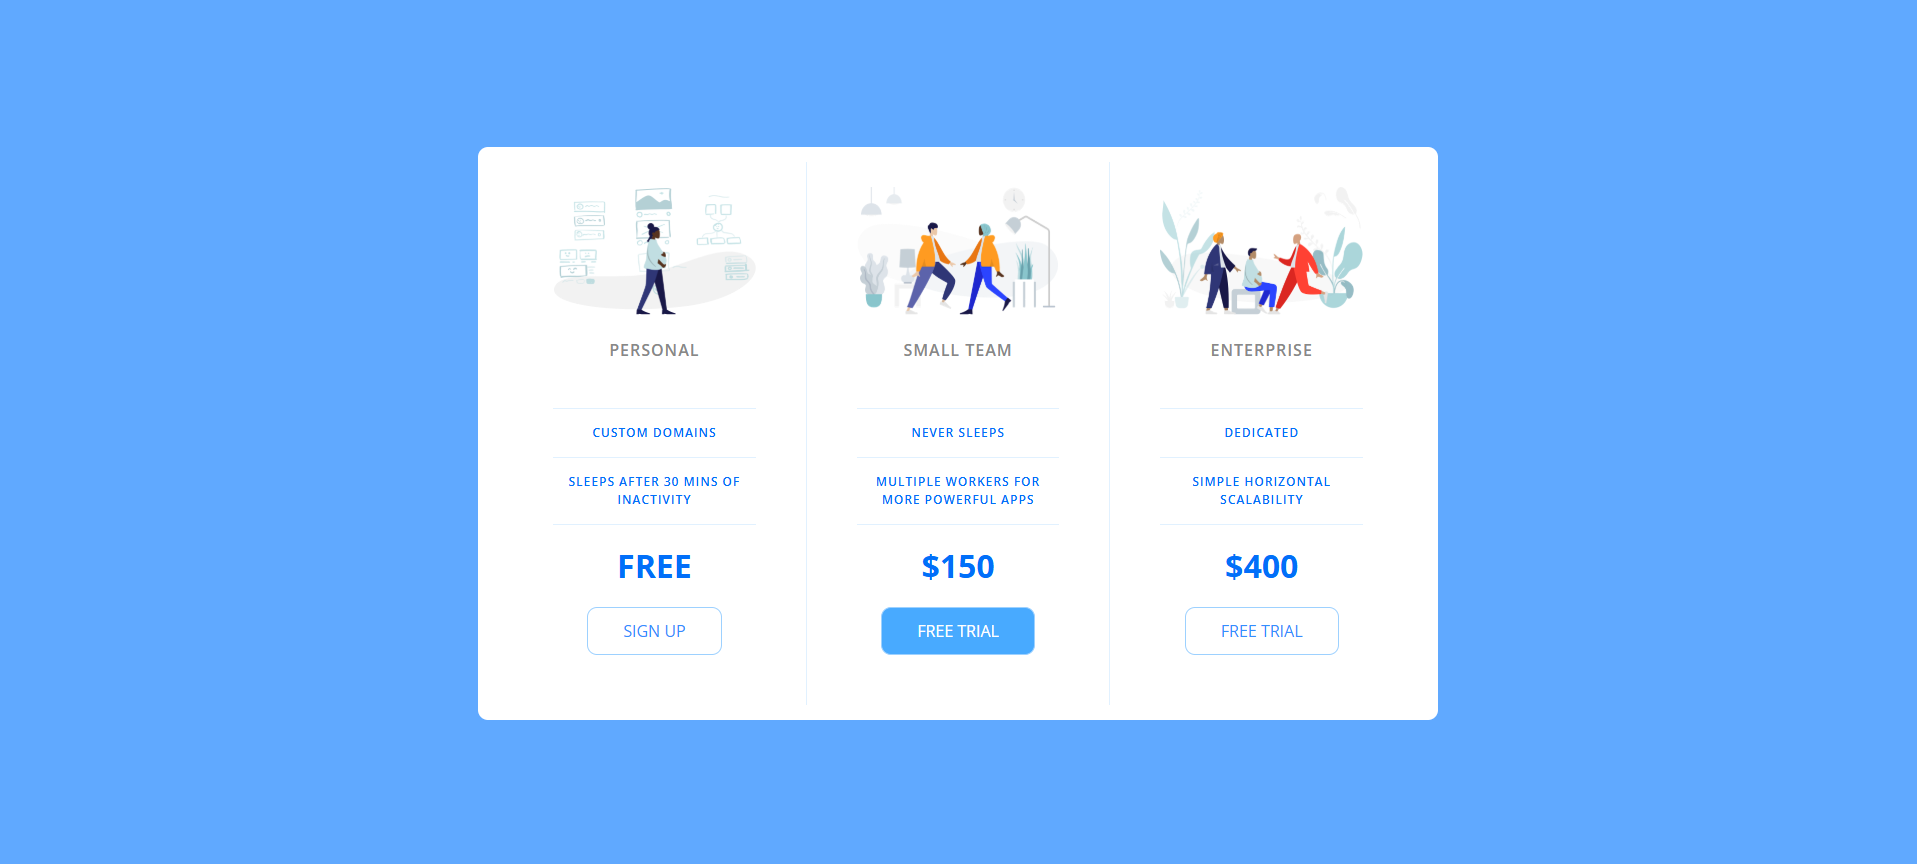 PERSONAL
CUSTOM DOMAINS
SLEEPS AFTER 30 MINS OF
INACTIVITY
FREE
SIGN UP
SMALL TEAM
NEVER SLEEPS
MULTIPLE WORKERS FOR
MORE POWERFUL APPS
$150
FREE TRIAL
ENTERPRISE
DEDICATED
SIMPLE HORIZONTAL
SCALABILITY
$400
FREE TRIAL